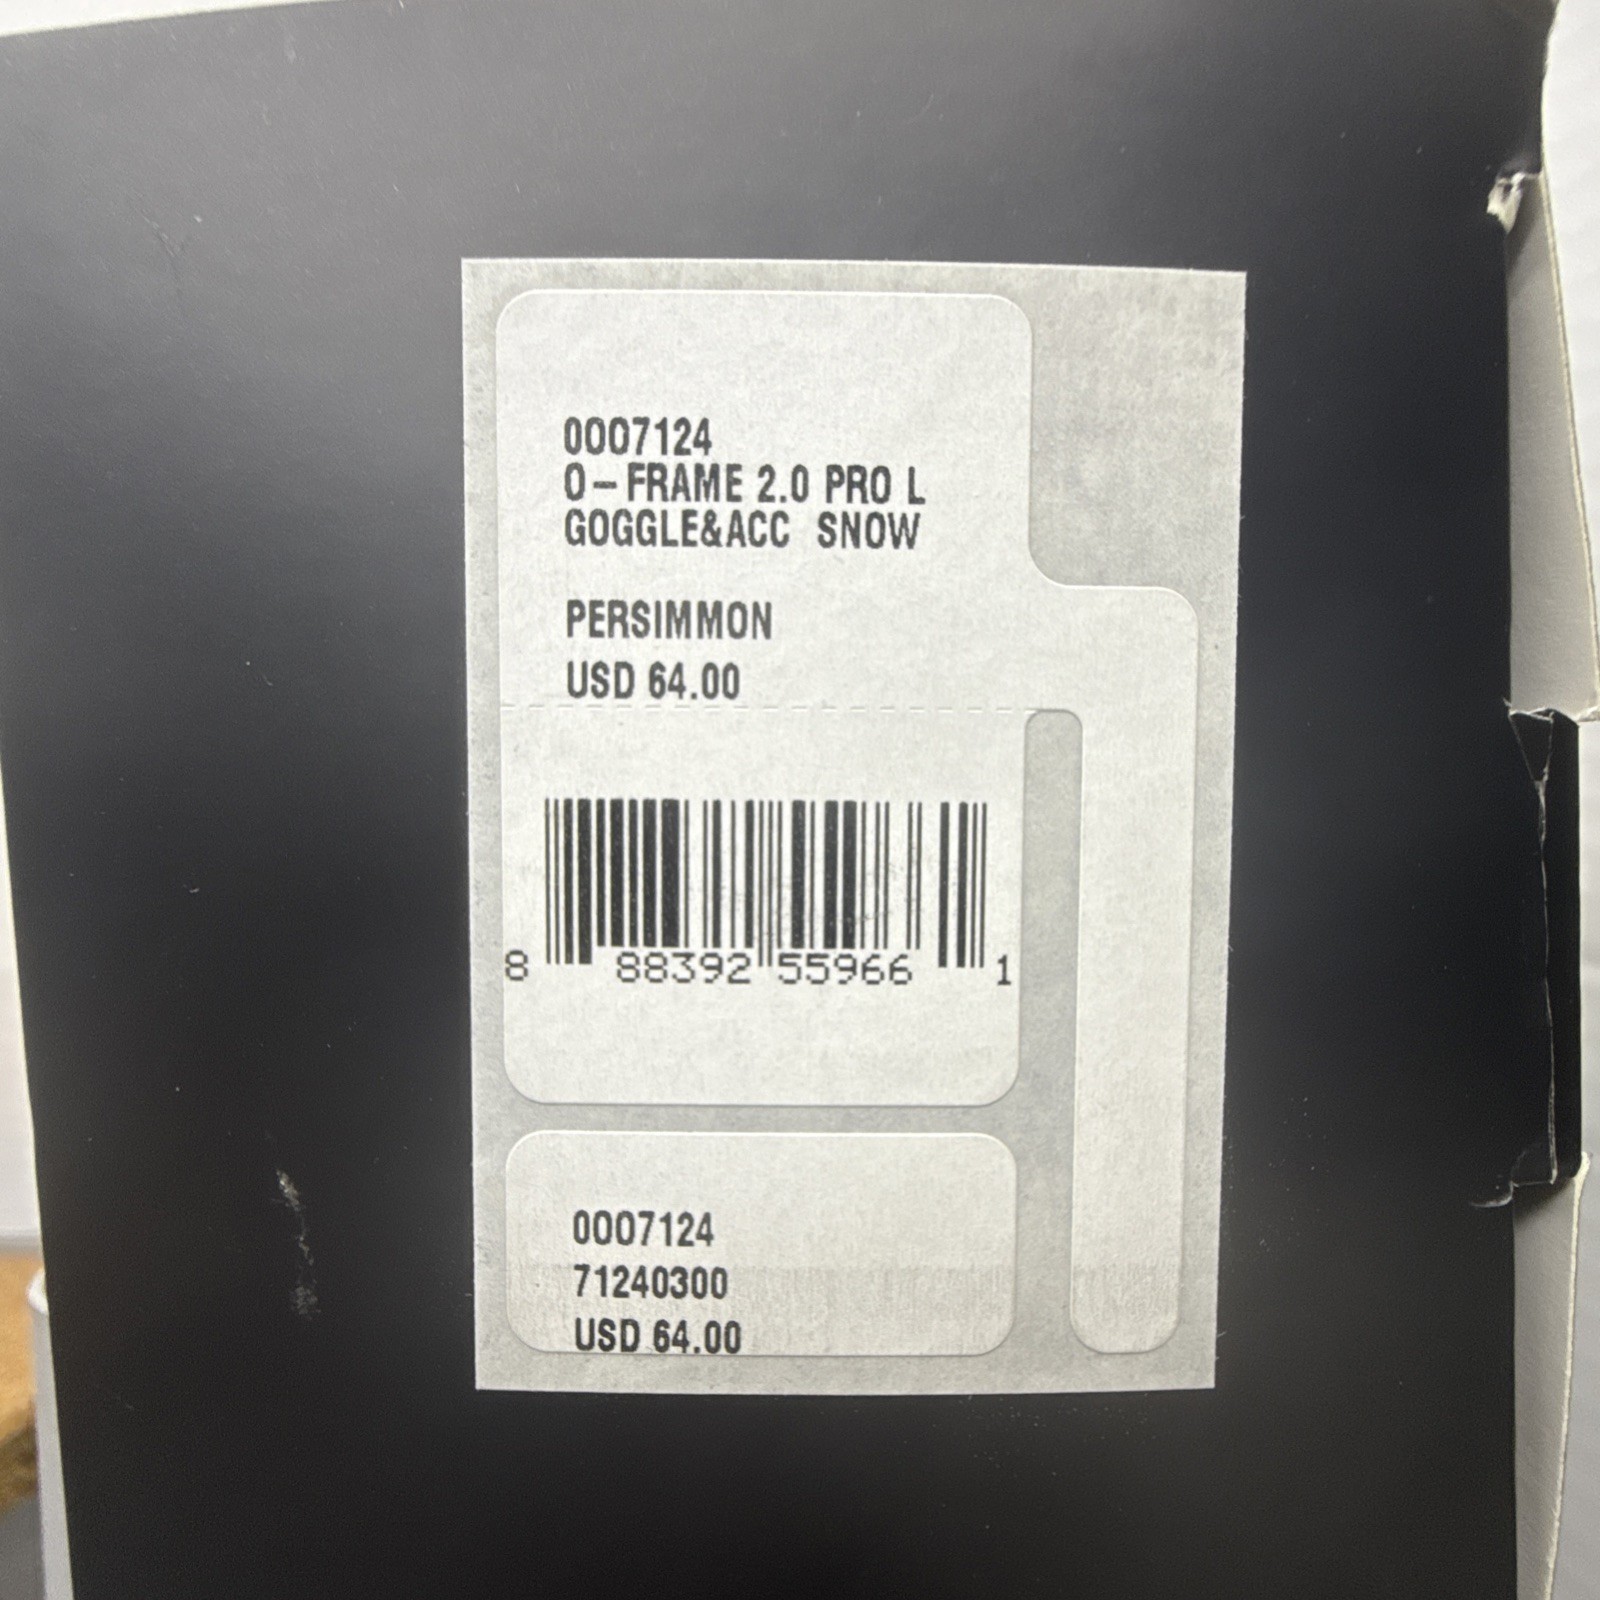 0007124
O-FRAME 2.0 PRO L
GOGGLE&ACC SNOW
PERSIMMON
USD 64.00
8 88392 55966 1
0007124
71240300
USD 64.00